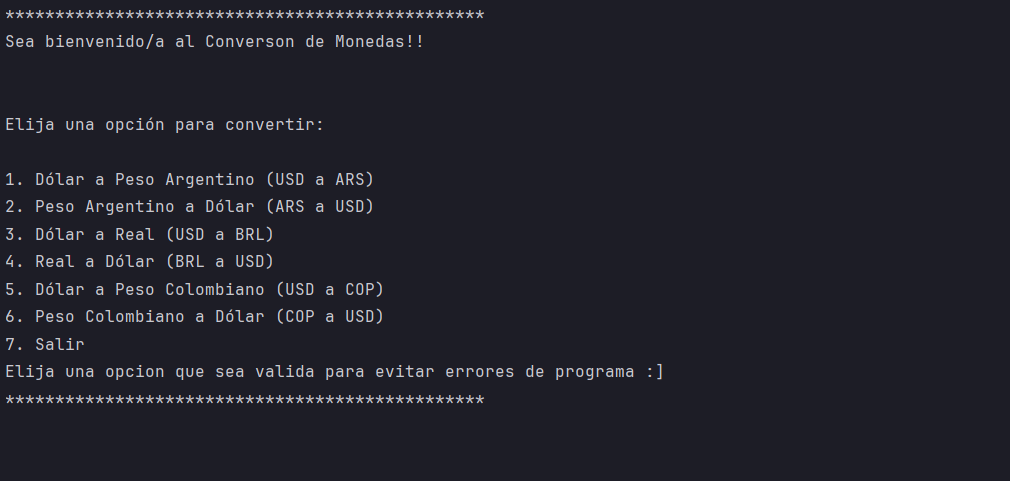 ************************************************
Sea bienvenido/a al Converson de Monedas!!
Elija una opción para convertir:
1. Dólar a Peso Argentino (USD a ARS)
2. Peso Argentino a Dólar (ARS a USD)
3. Dólar a Real (USD a BRL)
4. Real a Dólar (BRL a USD)
5. Dólar a Peso Colombiano (USD a COP)
6. Peso Colombiano a Dólar (COP a USD)
7. Salir
Elija una opcion que sea valida para evitar errores de programa :]
************************************************